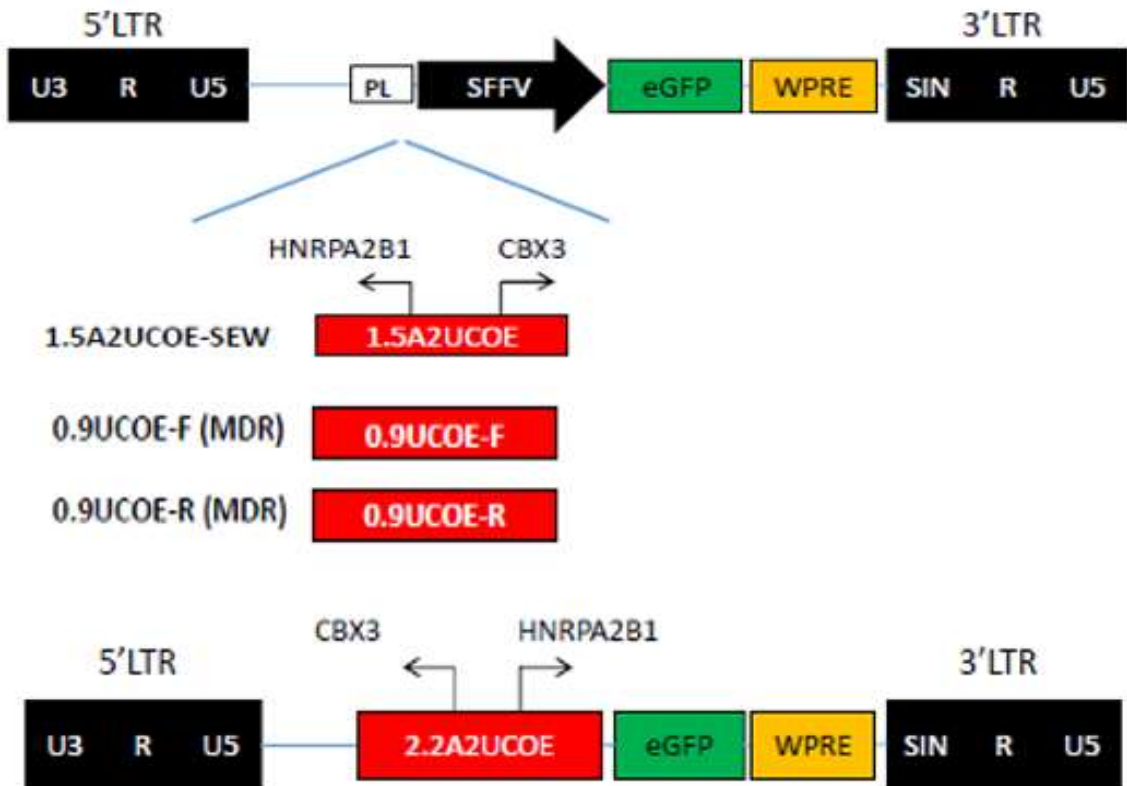 5'LTR 3'LTR
U3 R U5 PL SFFV eGFP WPRE SIN R U5
HNRPA2B1 CBX3
1.5A2UCOE-SEW 1.5A2UCOE
0.9UCOE-F (MDR) 0.9UCOE-F
0.9UCOE-R (MDR) 0.9UCOE-R
CBX3 HNRPA2B1
5'LTR 3'LTR
U3 R U5 2.2A2UCOE eGFP WPRE SIN R U5